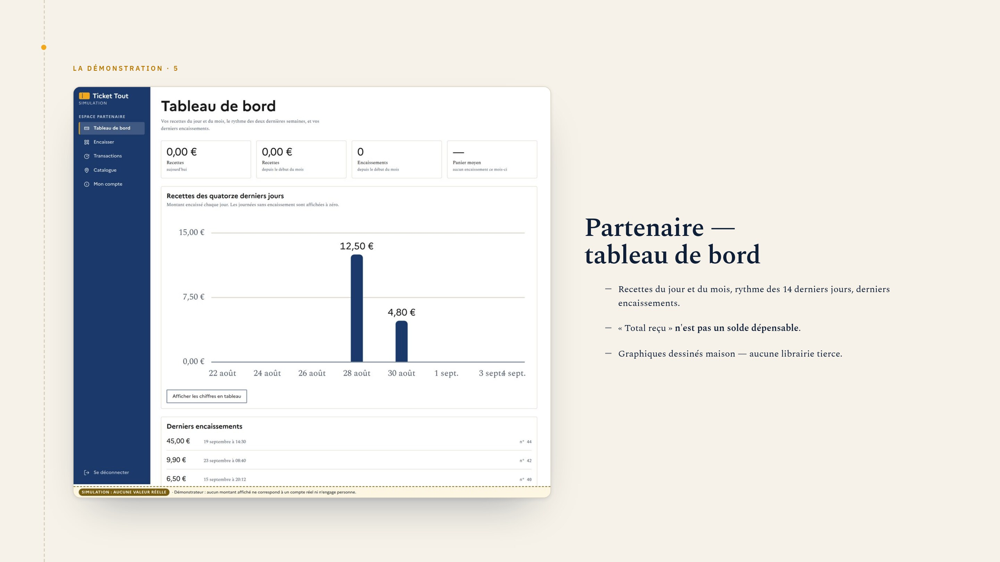 LA DÉMONSTRATION · 5
Ticket Tout
SIMULATION
ESPACE PARTENAIRE
Tableau de bord
Encaisser
Transactions
Catalogue
Mon compte
Se déconnecter
Tableau de bord
Vos recettes du jour et du mois, le rythme des deux dernières semaines, et vos
derniers encaissements.
0,00 €
Recettes
aujourd'hui
0,00 €
Recettes
depuis le début du mois
0
Encaissements
depuis le début du mois
—
Panier moyen
aucun encaissement ce mois-ci
Recettes des quatorze derniers jours
Montant encaissé chaque jour. Les journées sans encaissement sont affichées à zéro.
15,00 €
12,50 €
7,50 €
4,80 €
0,00 €
22 août 24 août 26 août 28 août 30 août 1 sept. 3 sept4 sept.
Afficher les chiffres en tableau
Derniers encaissements
45,00 € 19 septembre à 14:30 n° 44
9,90 € 23 septembre à 08:40 n° 42
6,50 € 15 septembre à 20:12 n° 40
SIMULATION : AUCUNE VALEUR RÉELLE · Démonstrateur : aucun montant affiché ne correspond à un compte réel ni n'engage personne.
Partenaire —
tableau de bord
— Recettes du jour et du mois, rythme des 14 derniers jours, derniers
encaissements.
— « Total reçu » n'est pas un solde dépensable.
— Graphiques dessinés maison — aucune librairie tierce.